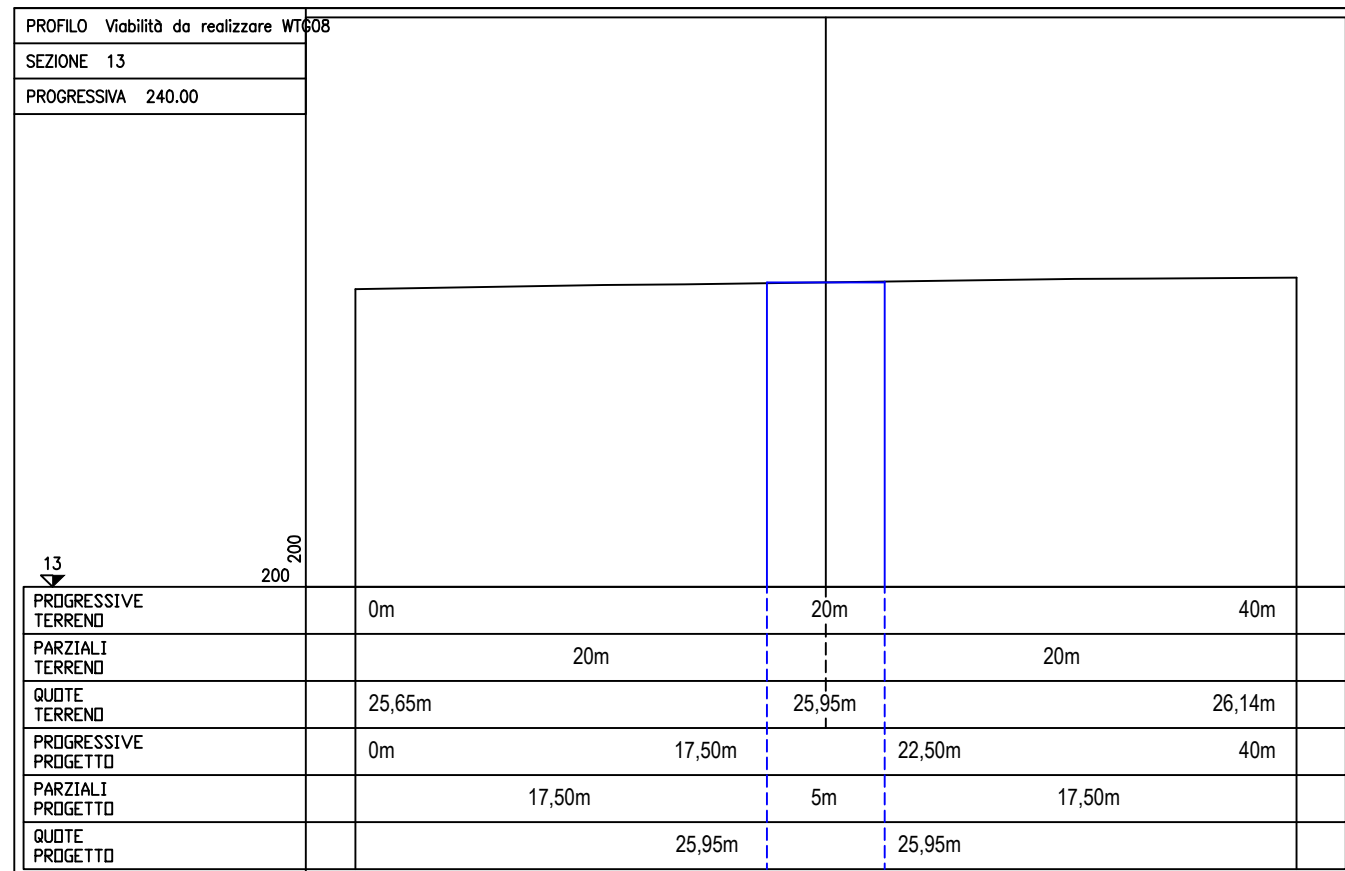 PROFILO Viabilità da realizzare WTG08
SEZIONE 13
PROGRESSIVA 240.00
13
200
200
PROGRESSIVE
TERRENO
0m 20m 40m
PARZIALI
TERRENO
20m 20m
QUOTE
TERRENO
25,65m 25,95m 26,14m
PROGRESSIVE
PROGETTO
0m 17,50m 22,50m 40m
PARZIALI
PROGETTO
17,50m 5m 17,50m
QUOTE
PROGETTO
25,95m 25,95m